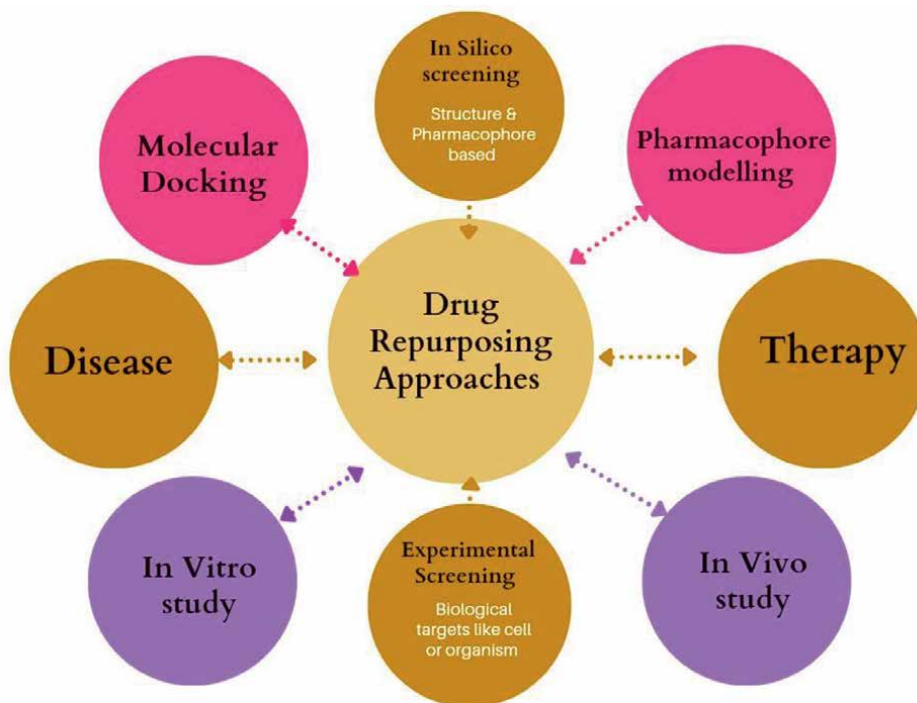 In Silico
screening
Structure &
Pharmacophore
based
Molecular
Docking
Pharmacophore
modelling
Drug
Repurposing
Approaches
Disease
Therapy
In Vitro
study
Experimental
Screening
Biological
targets like cell
or organism
In Vivo
study